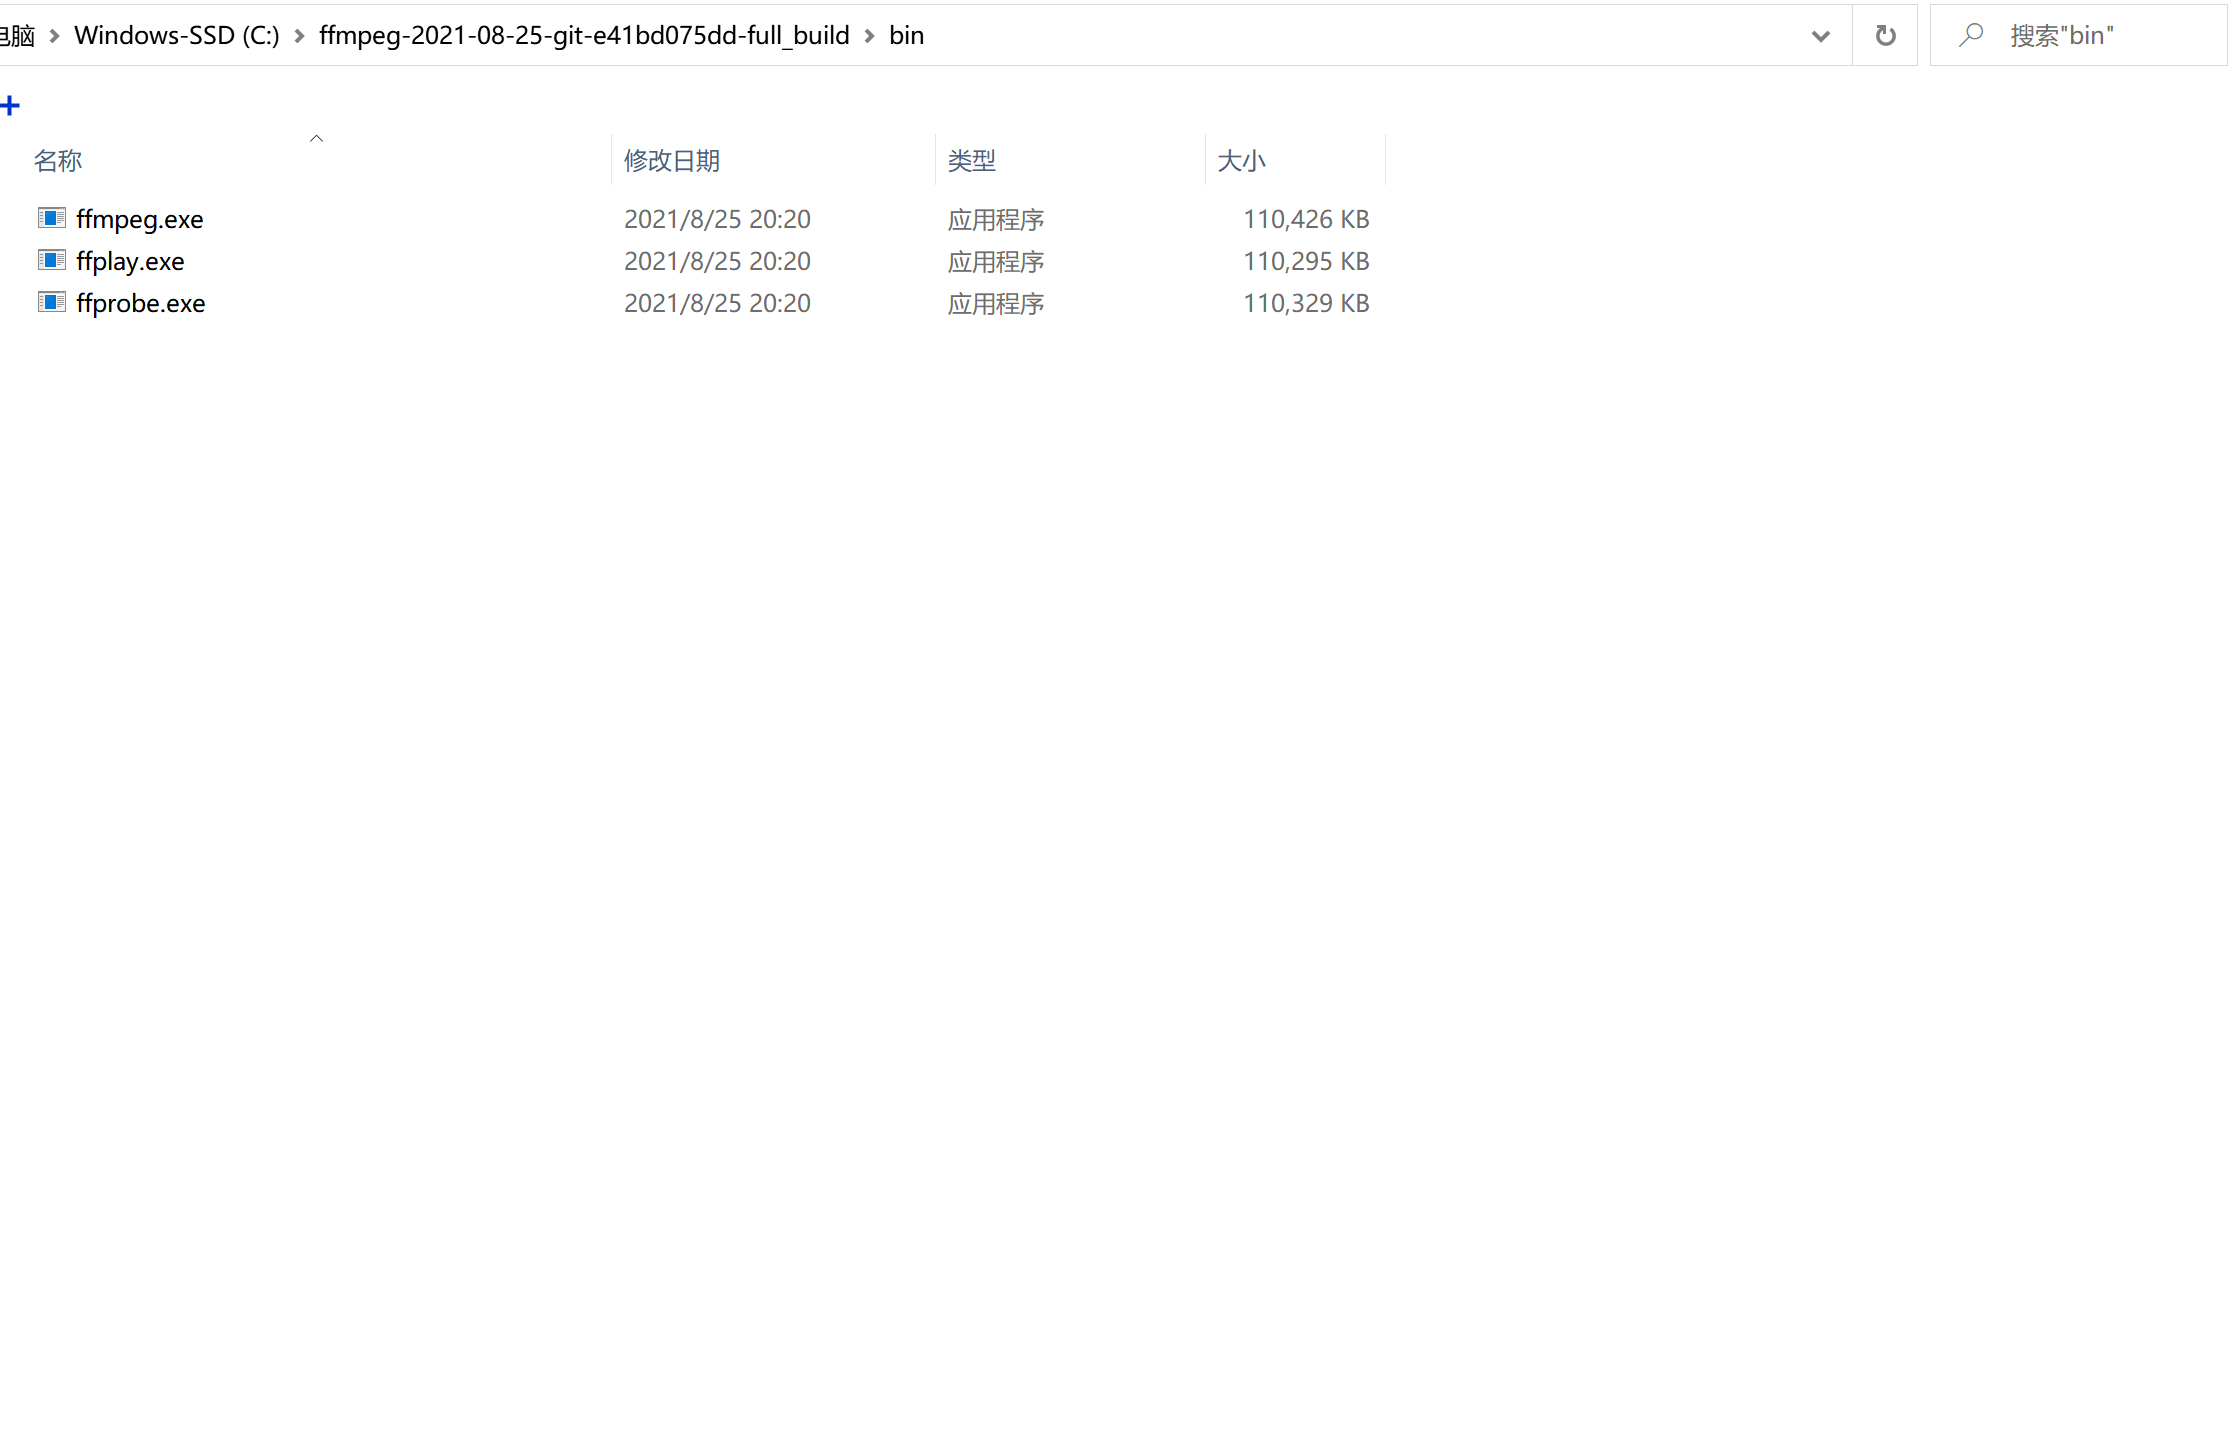 电脑 Windows-SSD (C:) ffmpeg-2021-08-25-git-e41bd075dd-full_build bin 搜索"bin"
名称 修改日期 类型 大小
ffmpeg.exe 2021/8/25 20:20 应用程序 110,426 KB
ffplay.exe 2021/8/25 20:20 应用程序 110,295 KB
ffprobe.exe 2021/8/25 20:20 应用程序 110,329 KB